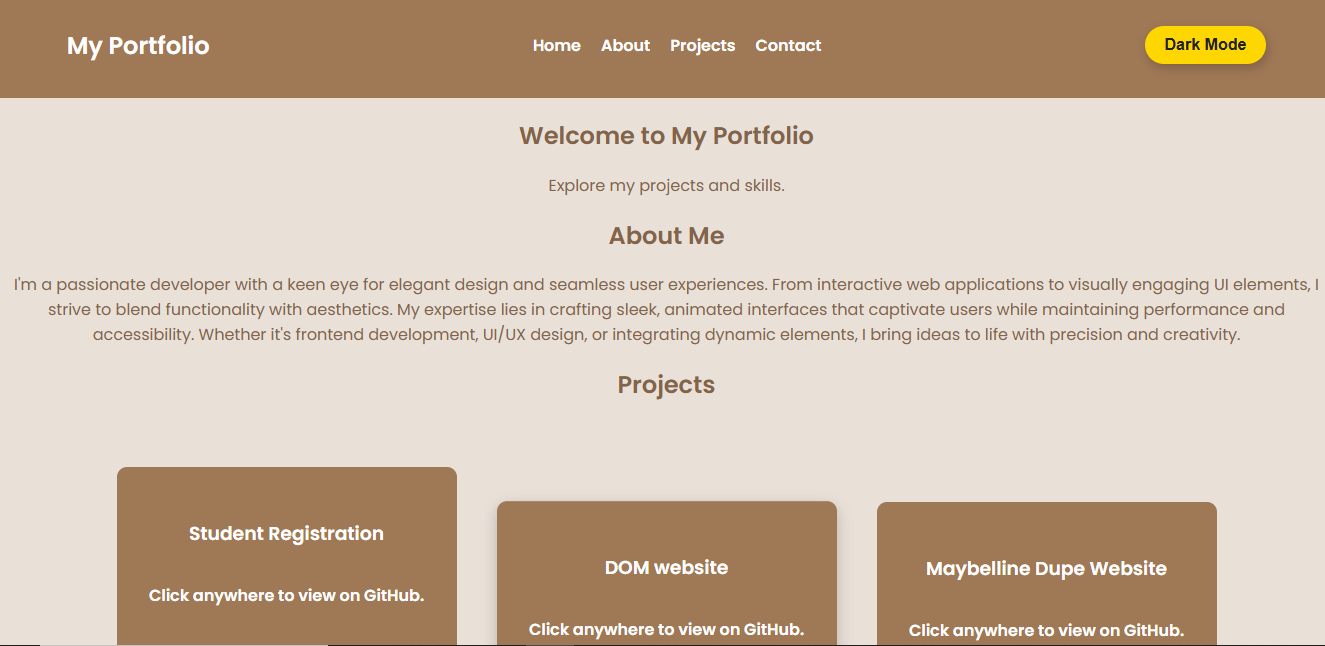 My Portfolio
Home About Projects Contact
Dark Mode
Welcome to My Portfolio
Explore my projects and skills.
About Me
I'm a passionate developer with a keen eye for elegant design and seamless user experiences. From interactive web applications to visually engaging UI elements, I
strive to blend functionality with aesthetics. My expertise lies in crafting sleek, animated interfaces that captivate users while maintaining performance and
accessibility. Whether it's frontend development, UI/UX design, or integrating dynamic elements, I bring ideas to life with precision and creativity.
Projects
Student Registration
Click anywhere to view on GitHub.
DOM website
Click anywhere to view on GitHub.
Maybelline Dupe Website
Click anywhere to view on GitHub.